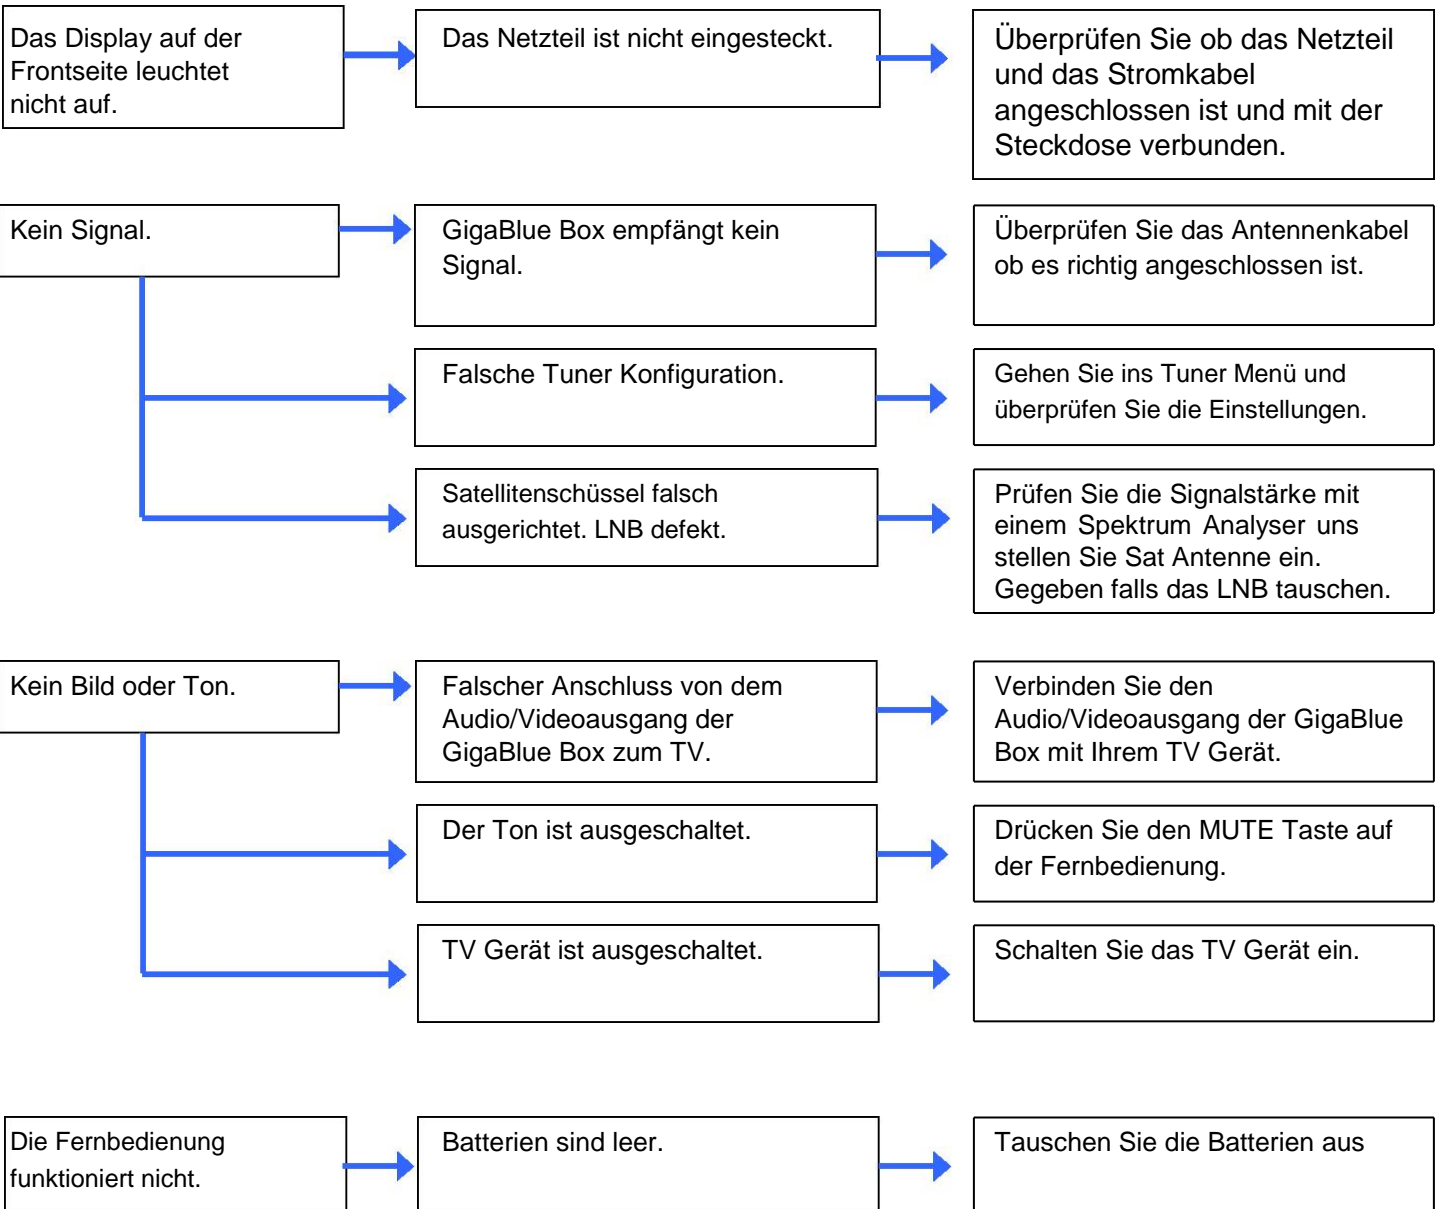 Das Display auf der
Frontseite leuchtet
nicht auf.
Das Netzteil ist nicht eingesteckt.
Überprüfen Sie ob das Netzteil
und das Stromkabel
angeschlossen ist und mit der
Steckdose verbunden.
Kein Signal.
GigaBlue Box empfängt kein
Signal.
Überprüfen Sie das Antennenkabel
ob es richtig angeschlossen ist.
Falsche Tuner Konfiguration.
Gehen Sie ins Tuner Menü und
überprüfen Sie die Einstellungen.
Satellitenschüssel falsch
ausgerichtet. LNB defekt.
Prüfen Sie die Signalstärke mit
einem Spektrum Analyser uns
stellen Sie Sat Antenne ein.
Gegeben falls das LNB tauschen.
Kein Bild oder Ton.
Falscher Anschluss von dem
Audio/Videoausgang der
GigaBlue Box zum TV.
Verbinden Sie den
Audio/Videoausgang der GigaBlue
Box mit Ihrem TV Gerät.
Der Ton ist ausgeschaltet.
Drücken Sie den MUTE Taste auf
der Fernbedienung.
TV Gerät ist ausgeschaltet.
Schalten Sie das TV Gerät ein.
Die Fernbedienung
funktioniert nicht.
Batterien sind leer.
Tauschen Sie die Batterien aus